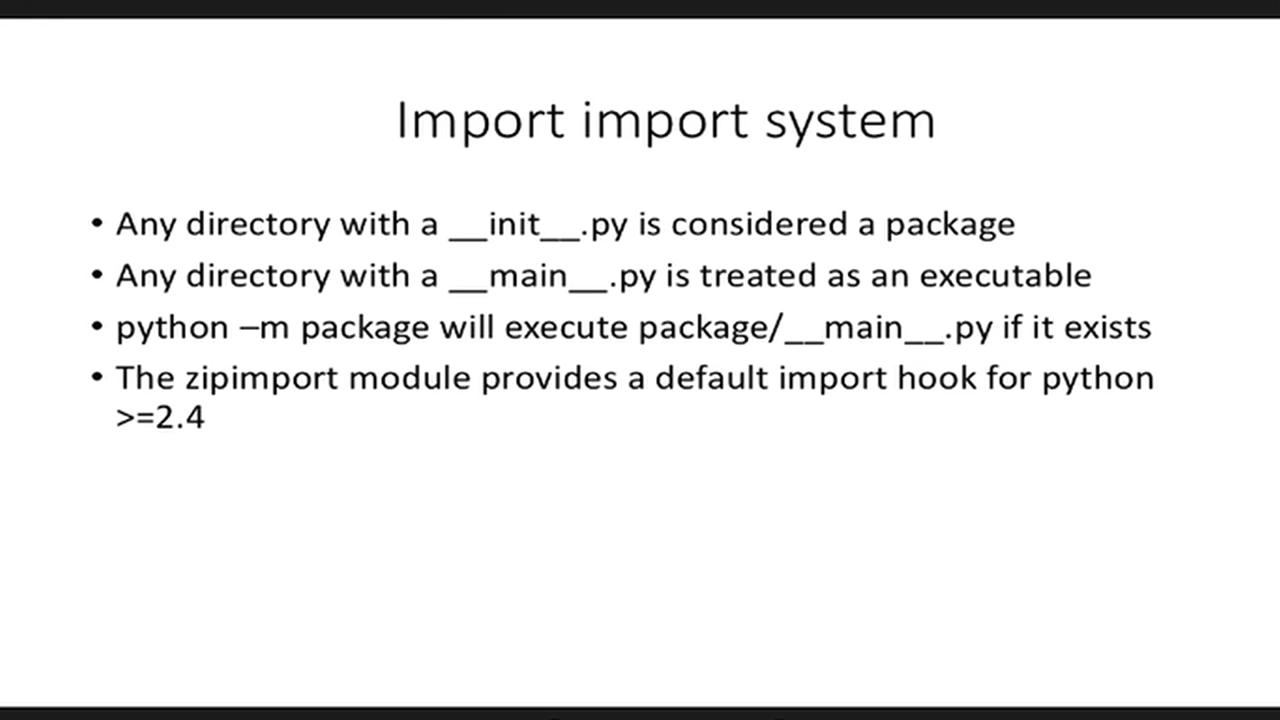 Import import system
• Any directory with a __init__.py is considered a package
• Any directory with a __main__.py is treated as an executable
• python –m package will execute package/__main__.py if it exists
• The zipimport module provides a default import hook for python
>=2.4